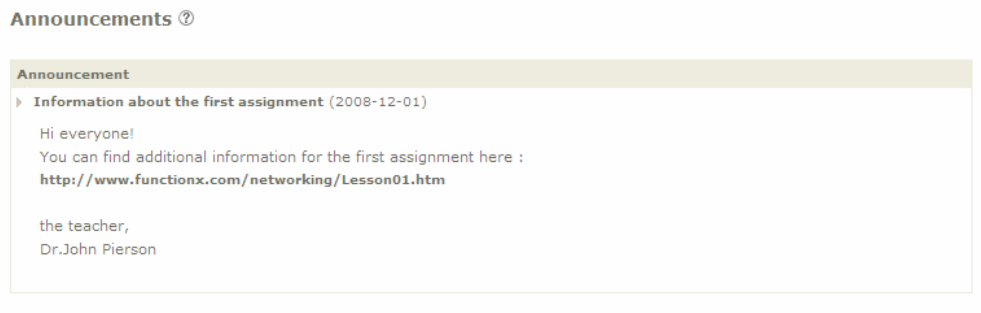 Announcements ?
Announcement
Information about the first assignment (2008-12-01)
Hi everyone!
You can find additional information for the first assignment here :
http://www.functionx.com/networking/Lesson01.htm
the teacher,
Dr.John Pierson